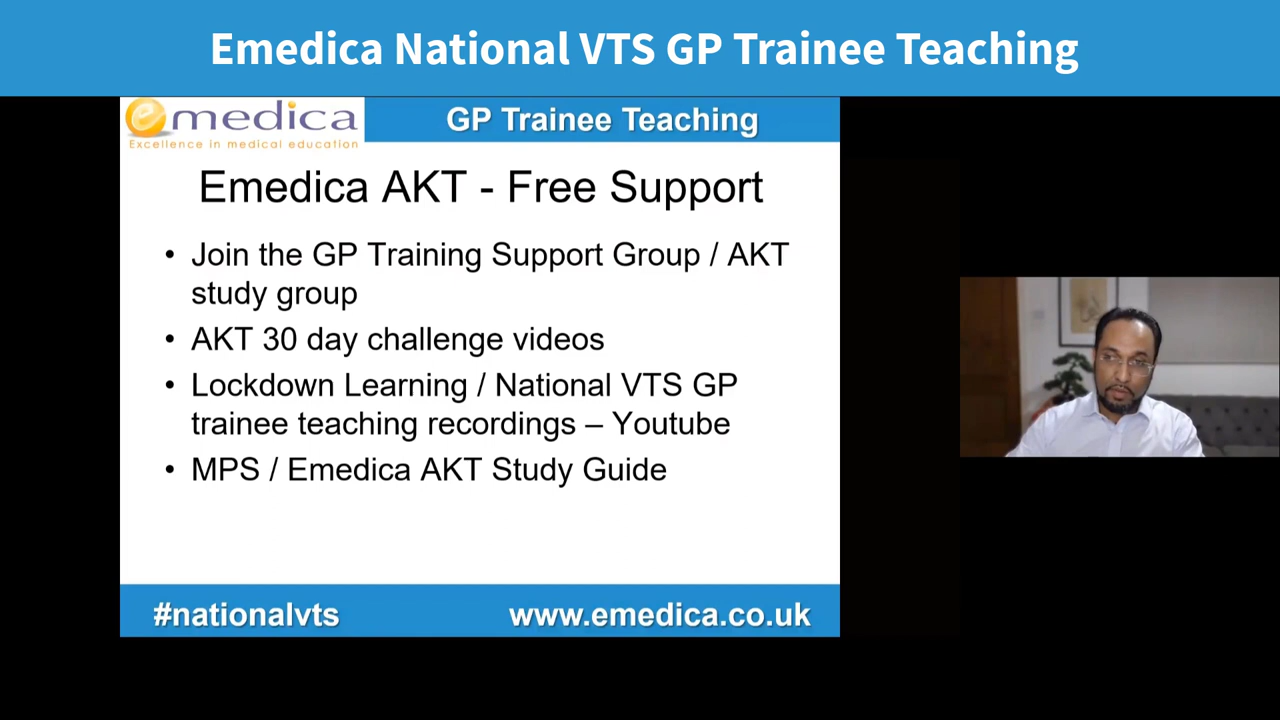 Emedica National VTS GP Trainee Teaching
emedica
Excellence in medical education
GP Trainee Teaching
Emedica AKT - Free Support
• Join the GP Training Support Group / AKT
study group
• AKT 30 day challenge videos
• Lockdown Learning / National VTS GP
trainee teaching recordings – Youtube
• MPS / Emedica AKT Study Guide
#nationalvts
www.emedica.co.uk